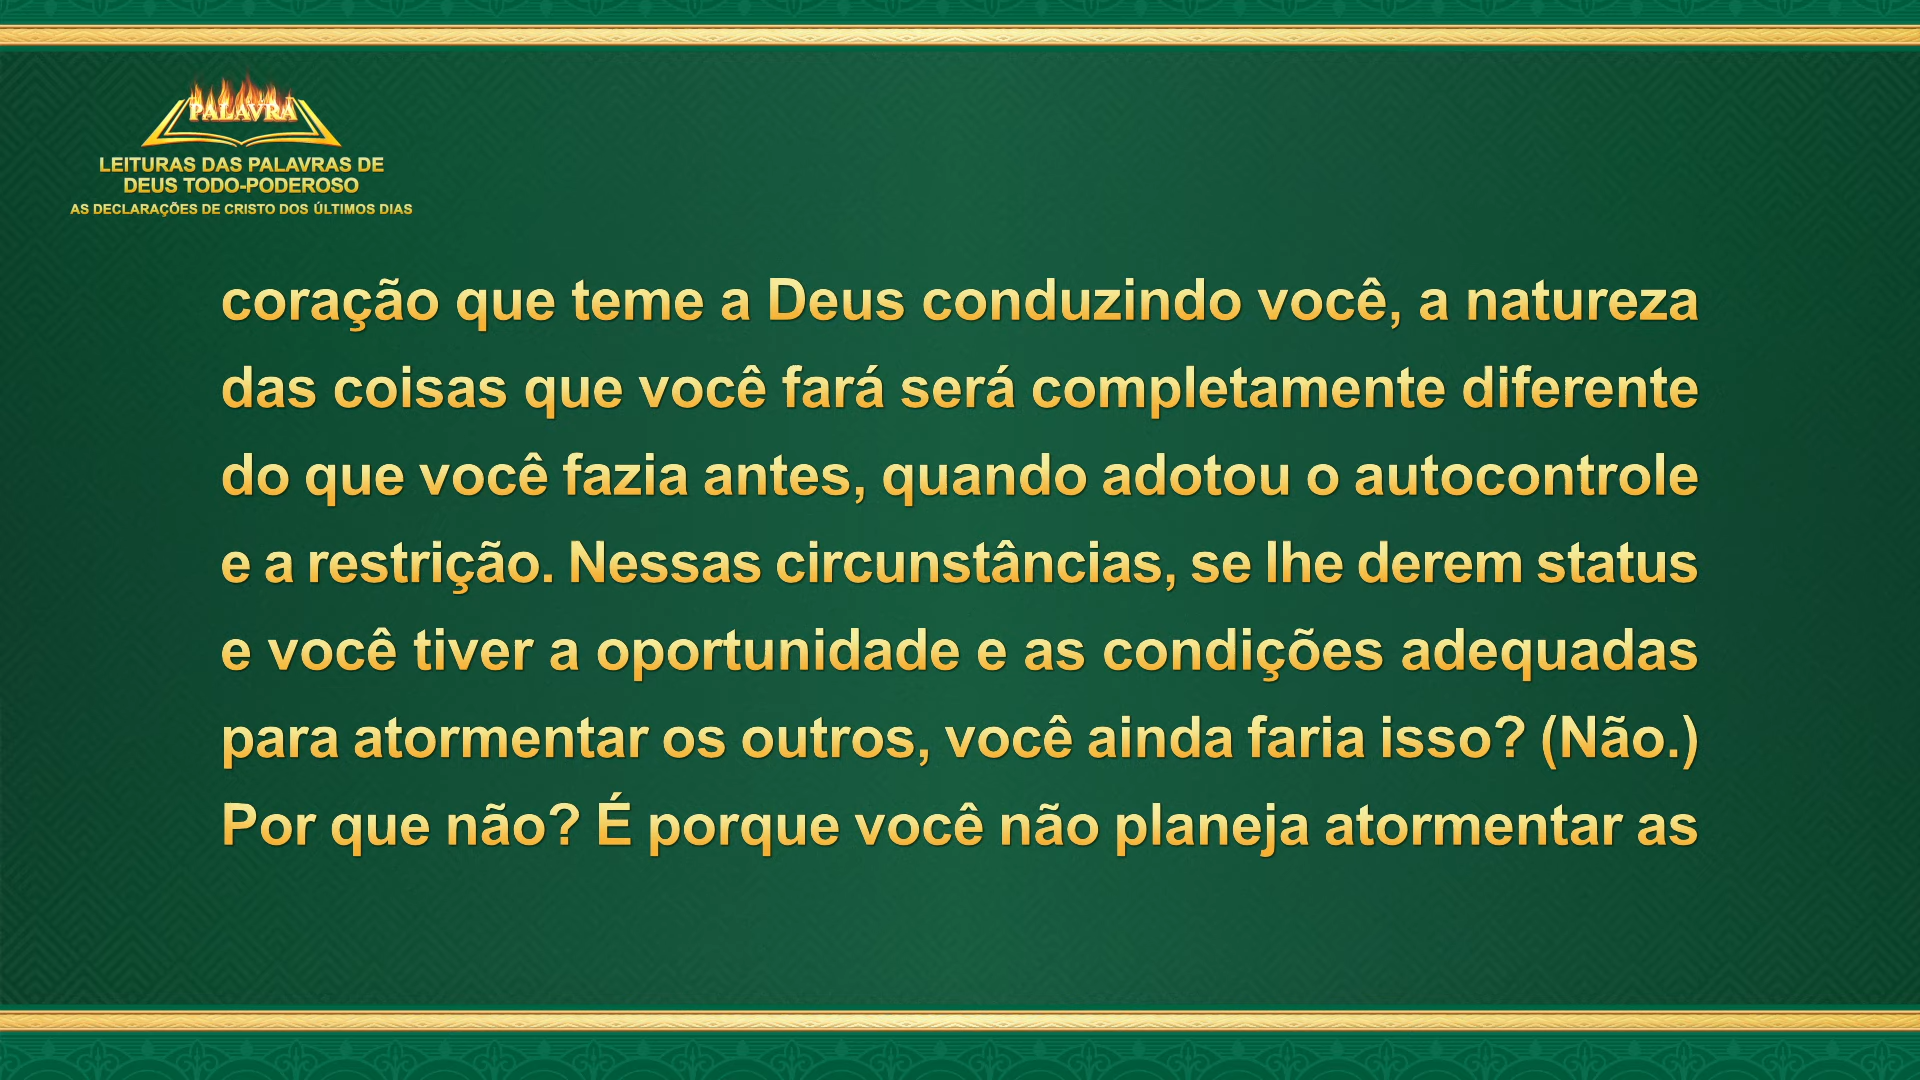 PALAVRA
LEITURAS DAS PALAVRAS DE
DEUS TODO-PODEROSO
AS DECLARAÇÕES DE CRISTO DOS ÚLTIMOS DIAS
coração que teme a Deus conduzindo você, a natureza
das coisas que você fará será completamente diferente
do que você fazia antes, quando adotou o autocontrole
e a restrição. Nessas circunstâncias, se lhe derem status
e você tiver a oportunidade e as condições adequadas
para atormentar os outros, você ainda faria isso? (Não.)
Por que não? É porque você não planeja atormentar as